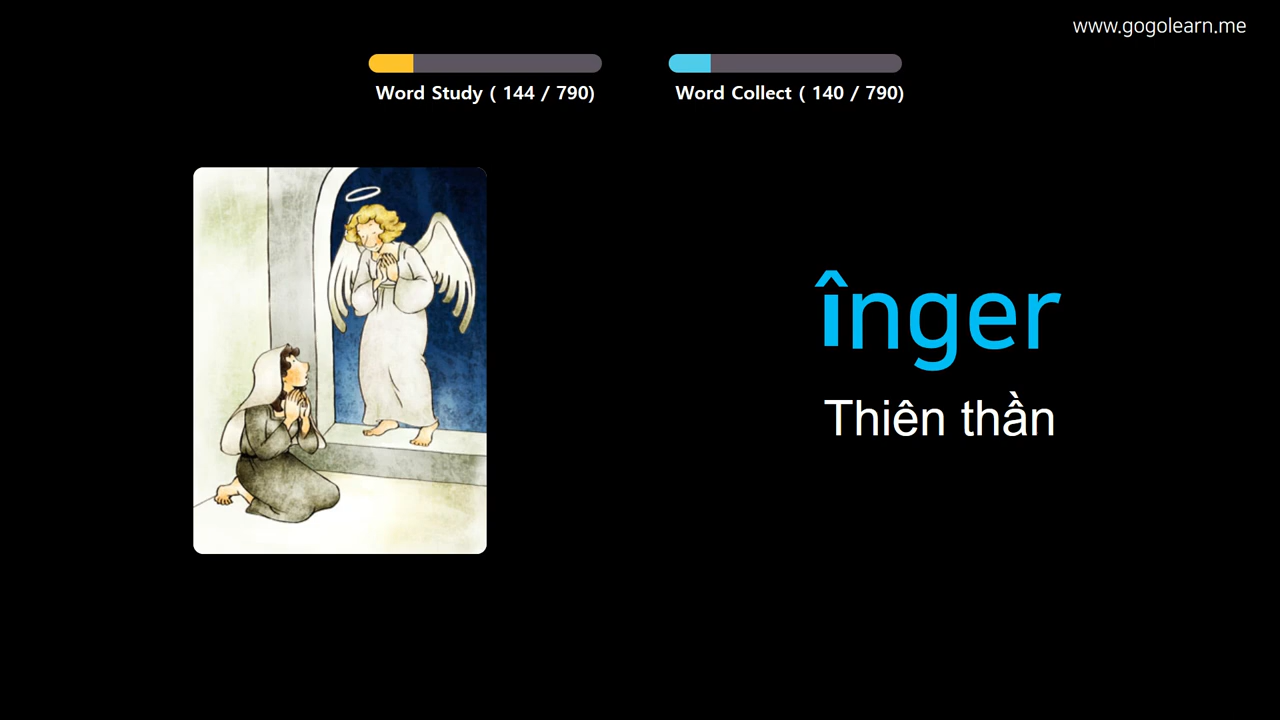 www.gogolearn.me
Word Study ( 144 / 790)
Word Collect ( 140 / 790)
înger
Thiên thần